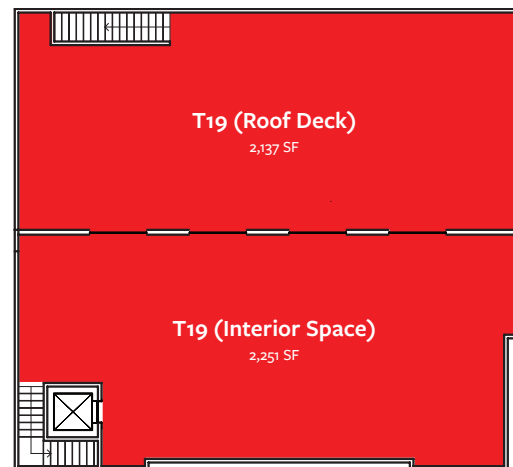 T19 (Roof Deck)
2,137 SF
T19 (Interior Space)
2,251 SF